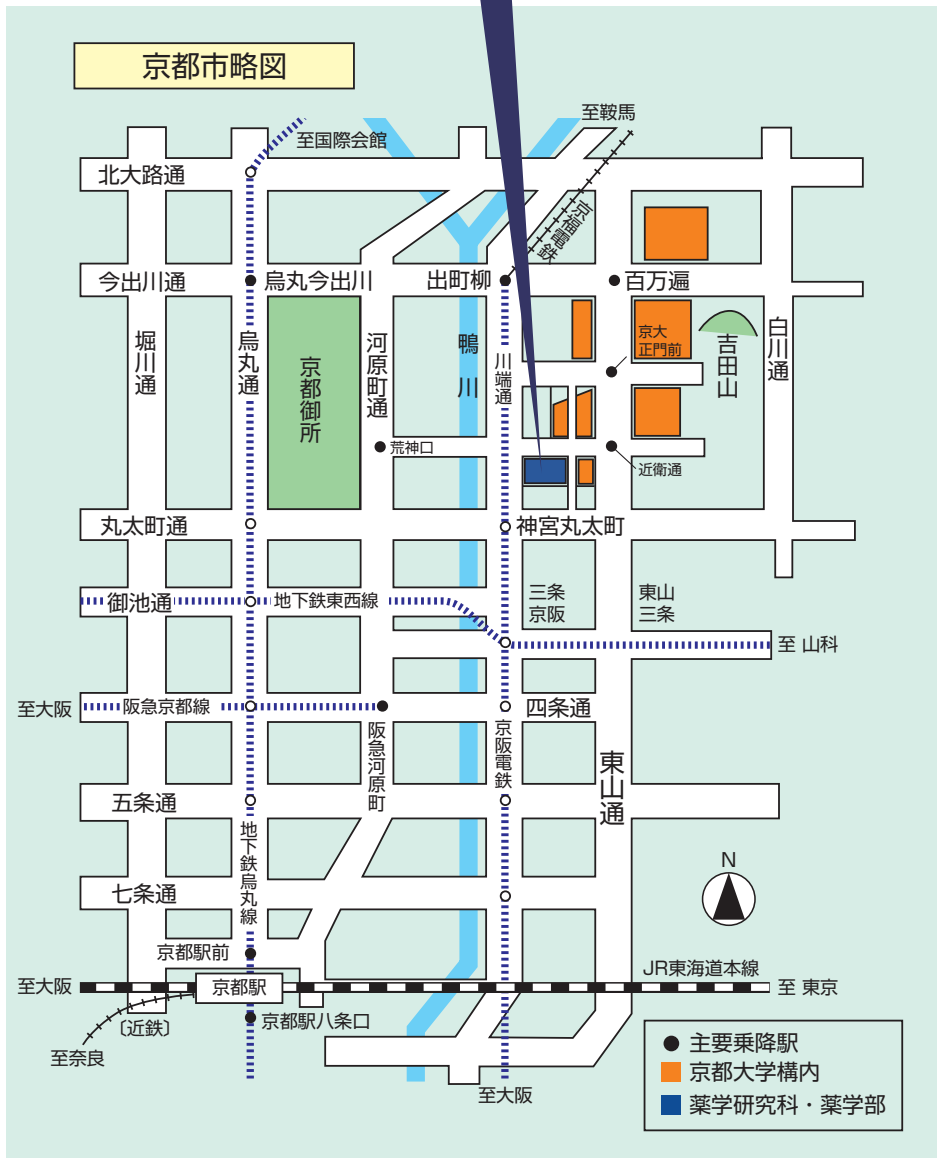 京都市略図
至鞍馬
至国際会館
北大路通
京福電鉄
今出川通
烏丸今出川
出町柳
百万遍
堀川通
烏丸通
京都御所
河原町通
鴨川
川端通
京大
正門前
吉田山
白川通
荒神口
近衛通
丸太町通
神宮丸太町
御池通
地下鉄東西線
三条
京阪
東山
三条
至 山科
至大阪
阪急京都線
四条通
阪急河原町
京阪電鉄
東山通
五条通
地下鉄烏丸線
七条通
N
京都駅前
JR東海道本線
至大阪
京都駅
至 東京
〔近鉄〕
京都駅八条口
至奈良
至大阪
主要乗降駅
京都大学構内
薬学研究科・薬学部